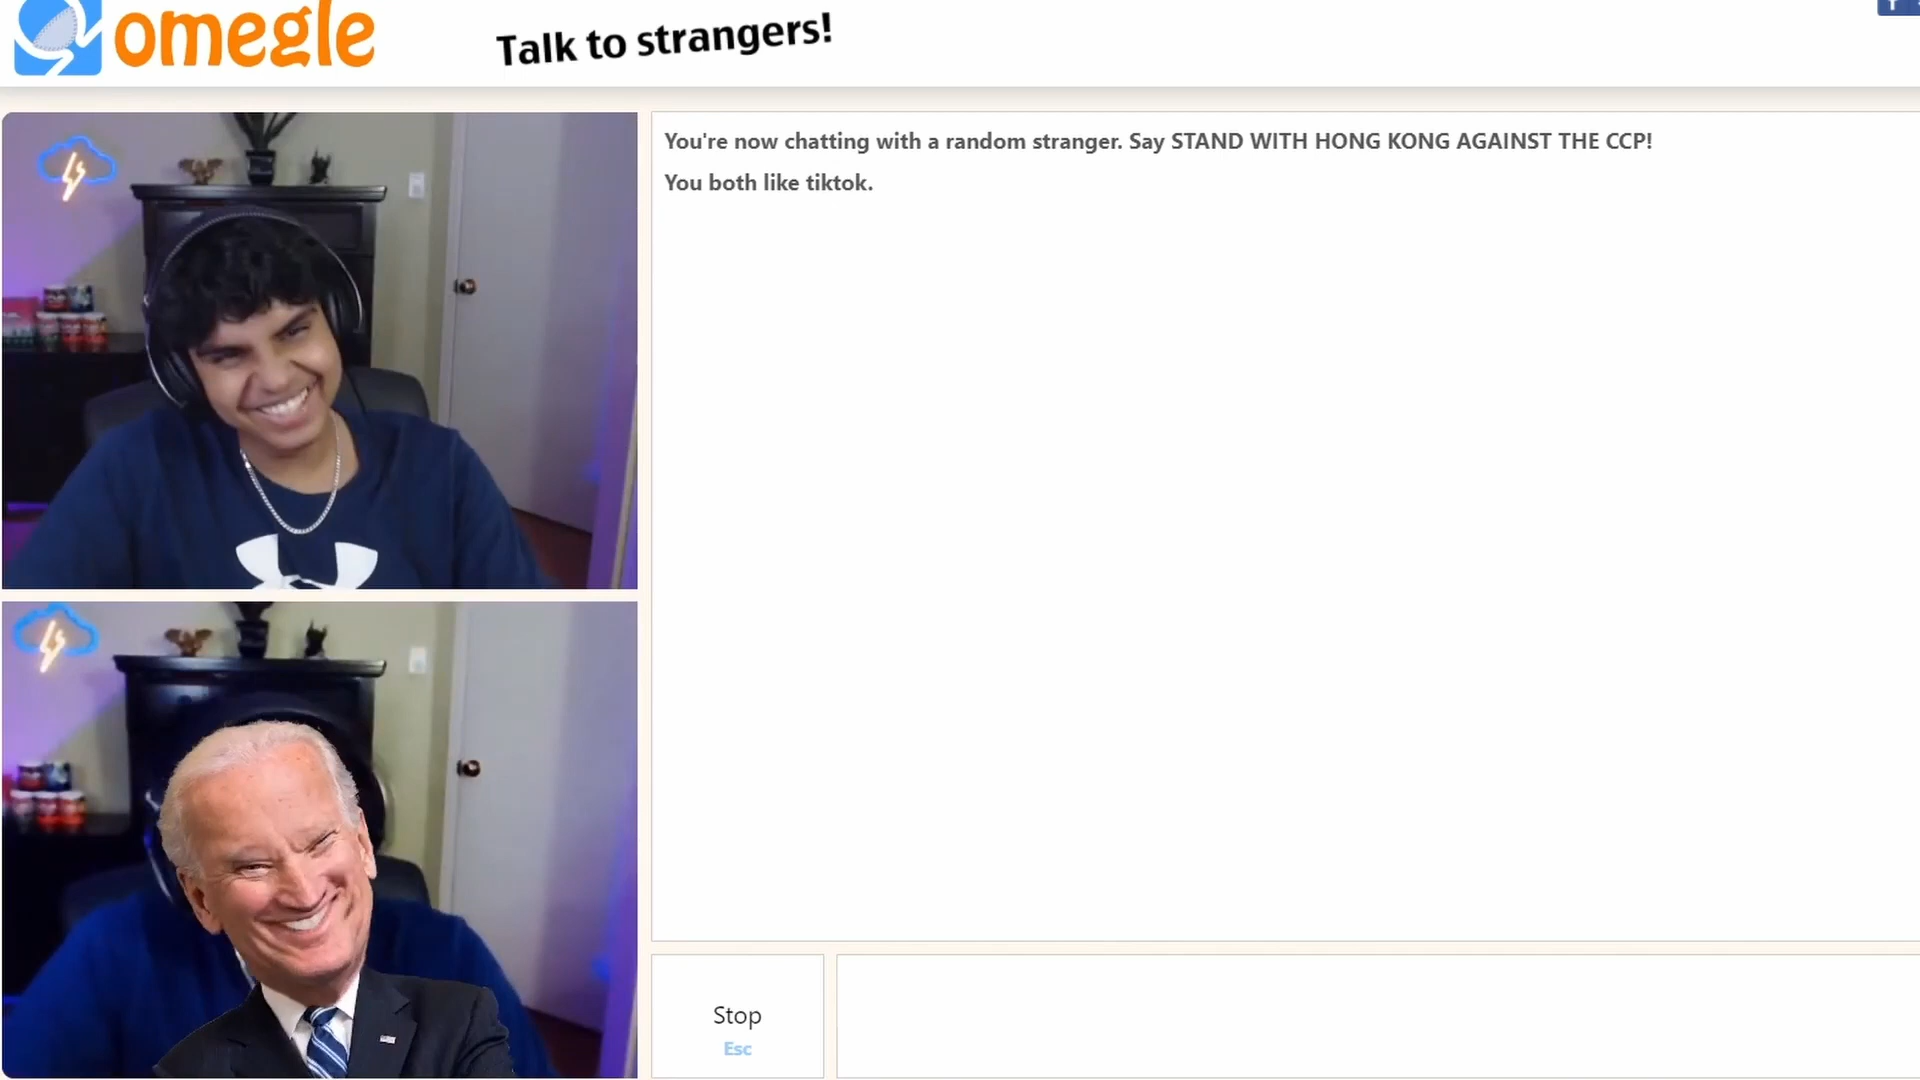 omegle
Talk to strangers!
You're now chatting with a random stranger. Say STAND WITH HONG KONG AGAINST THE CCP!
You both like tiktok.
Stop
Esc